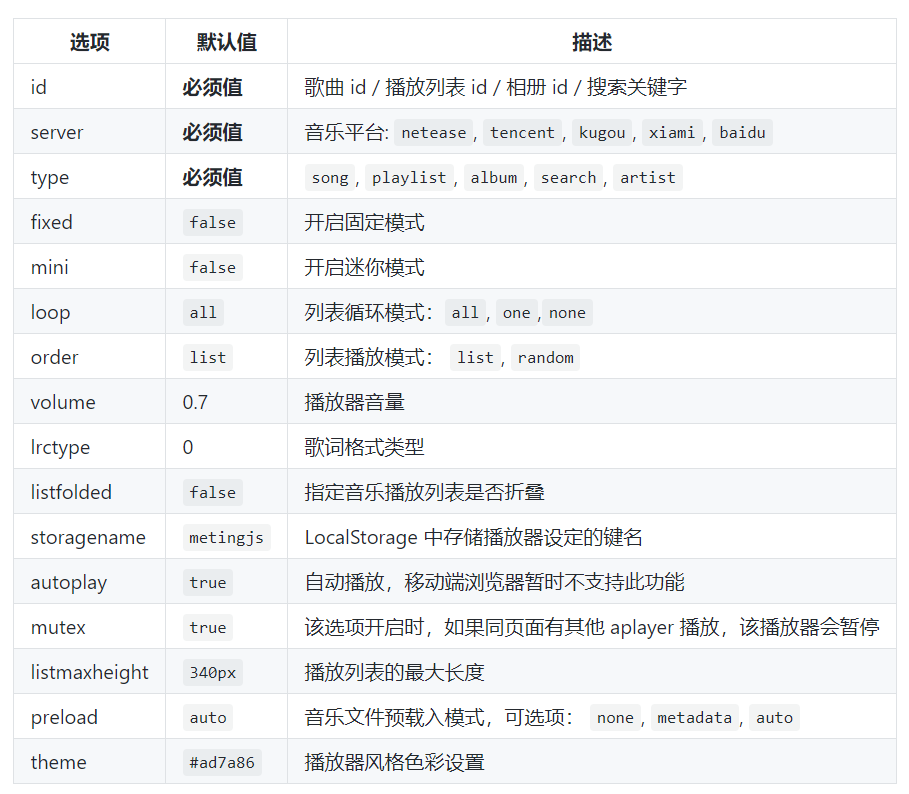 选项 默认值 描述
id 必须值 歌曲 id / 播放列表 id / 相册 id / 搜索关键字
server 必须值 音乐平台: netease , tencent , kugou , xiami , baidu
type 必须值 song , playlist , album , search , artist
fixed false 开启固定模式
mini false 开启迷你模式
loop all 列表循环模式： all , one , none
order list 列表播放模式： list , random
volume 0.7 播放器音量
lrctype 0 歌词格式类型
listfolded false 指定音乐播放列表是否折叠
storagename metingjs LocalStorage 中存储播放器设定的键名
autoplay true 自动播放，移动端浏览器暂时不支持此功能
mutex true 该选项开启时，如果同页面有其他 aplayer 播放，该播放器会暂停
listmaxheight 340px 播放列表的最大长度
preload auto 音乐文件预载入模式，可选项： none , metadata , auto
theme #ad7a86 播放器风格色彩设置